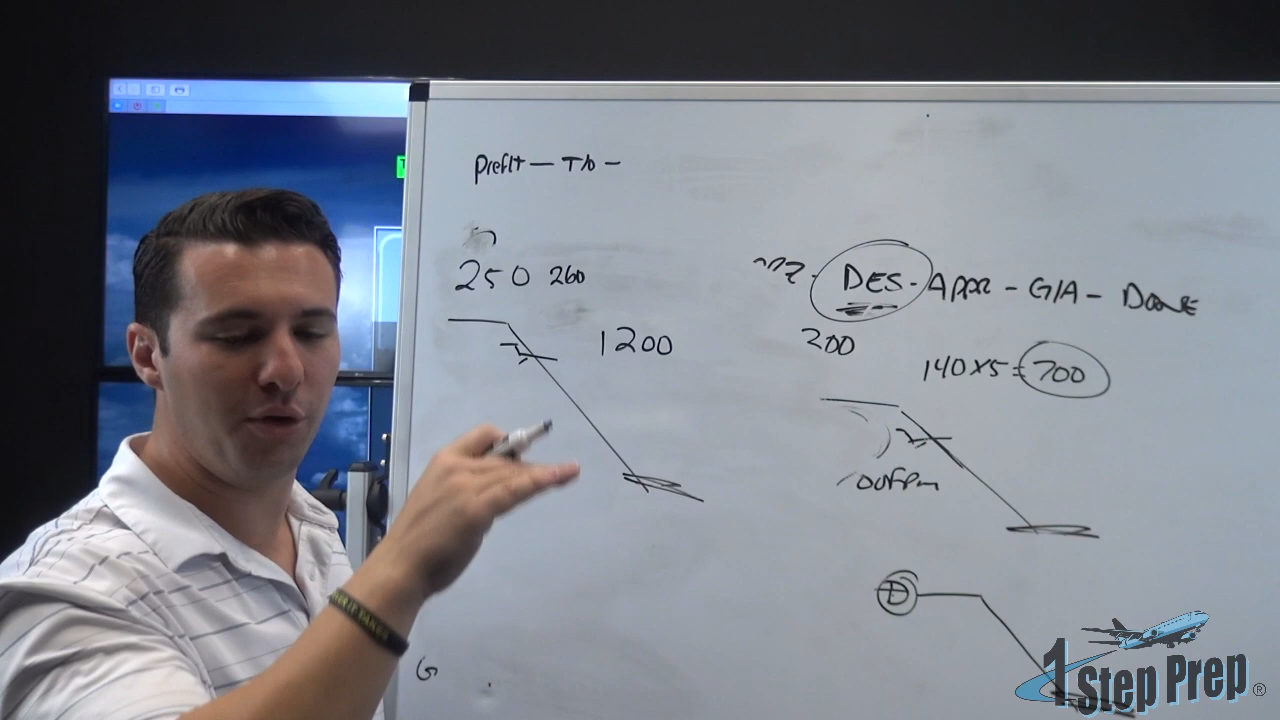 Preflt — T/O —
250 260
DES - APPR - G/A - DONE
1200
200
140x5=700
00FPM
D
G
1 Step Prep®